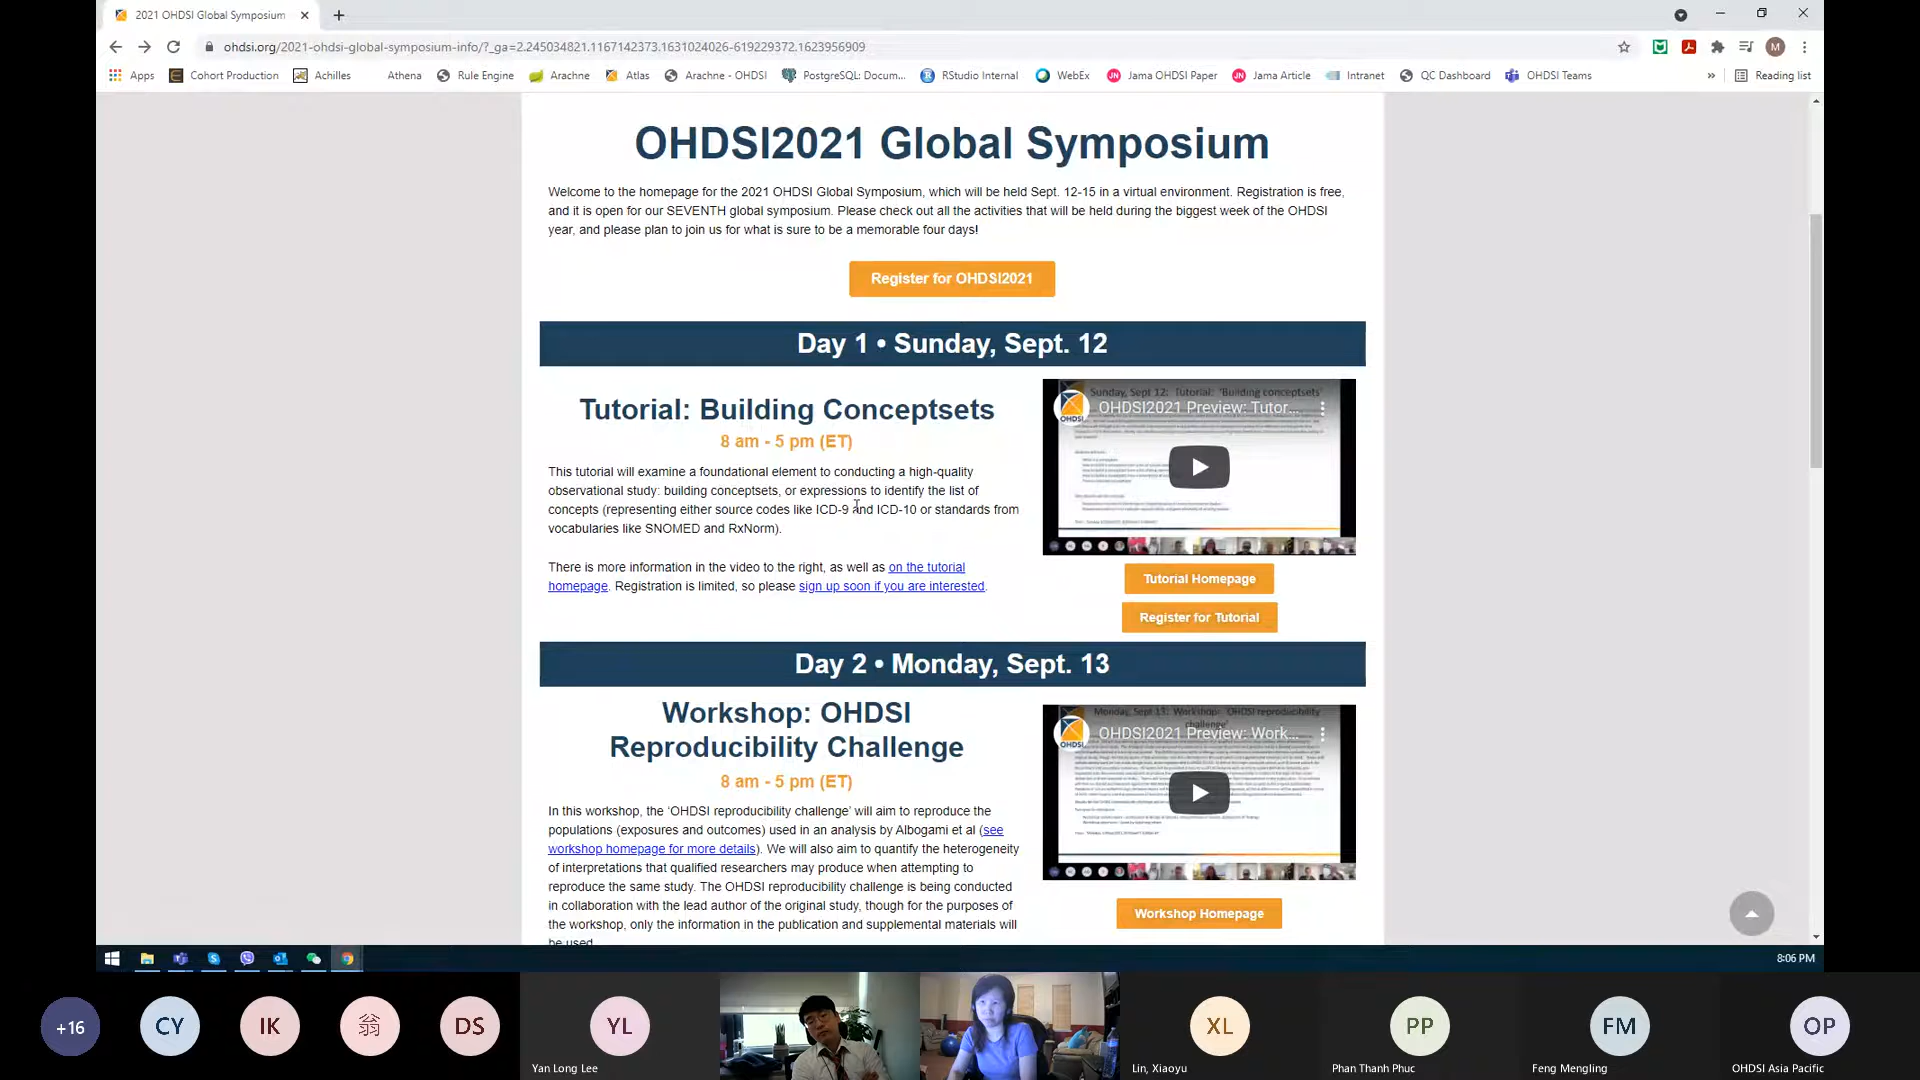 2021 OHDSI Global Symposium
ohdsi.org/2021-ohdsi-global-symposium-info/?_ga=2.245034821.1167142373.1631024026-619229372.1623956909
M
Apps Cohort Production Achilles Athena Rule Engine Arachne Atlas Arachne - OHDSI PostgreSQL: Docum... RStudio Internal WebEx Jama OHDSI Paper Jama Article Intranet QC Dashboard OHDSI Teams » Reading list
OHDSI2021 Global Symposium
Welcome to the homepage for the 2021 OHDSI Global Symposium, which will be held Sept. 12-15 in a virtual environment. Registration is free,
and it is open for our SEVENTH global symposium. Please check out all the activities that will be held during the biggest week of the OHDSI
year, and please plan to join us for what is sure to be a memorable four days!
Register for OHDSI2021
Day 1 • Sunday, Sept. 12
Tutorial: Building Conceptsets
8 am - 5 pm (ET)
This tutorial will examine a foundational element to conducting a high-quality
observational study: building conceptsets, or expressions to identify the list of
concepts (representing either source codes like ICD-9 and ICD-10 or standards from
vocabularies like SNOMED and RxNorm).
There is more information in the video to the right, as well as on the tutorial
homepage. Registration is limited, so please sign up soon if you are interested.
Sunday, Sept 12: Tutorial: 'Building conceptsets'
OHDSI
OHDSI2021 Preview: Tutor...
Tutorial Homepage
Register for Tutorial
Day 2 • Monday, Sept. 13
Workshop: OHDSI
Reproducibility Challenge
8 am - 5 pm (ET)
In this workshop, the 'OHDSI reproducibility challenge' will aim to reproduce the
populations (exposures and outcomes) used in an analysis by Albogami et al (see
workshop homepage for more details). We will also aim to quantify the heterogeneity
of interpretations that qualified researchers may produce when attempting to
reproduce the same study. The OHDSI reproducibility challenge is being conducted
in collaboration with the lead author of the original study, though for the purposes of
the workshop, only the information in the publication and supplemental materials will
be used.
Monday, Sept 13: Workshop: 'OHDSI reproducibility
challenge'
OHDSI
OHDSI2021 Preview: Work...
Workshop Homepage
8:06 PM
+16
CY
IK
翁
DS
YL
Yan Long Lee
XL
Lin, Xiaoyu
PP
Phan Thanh Phuc
FM
Feng Mengling
OP
OHDSI Asia Pacific